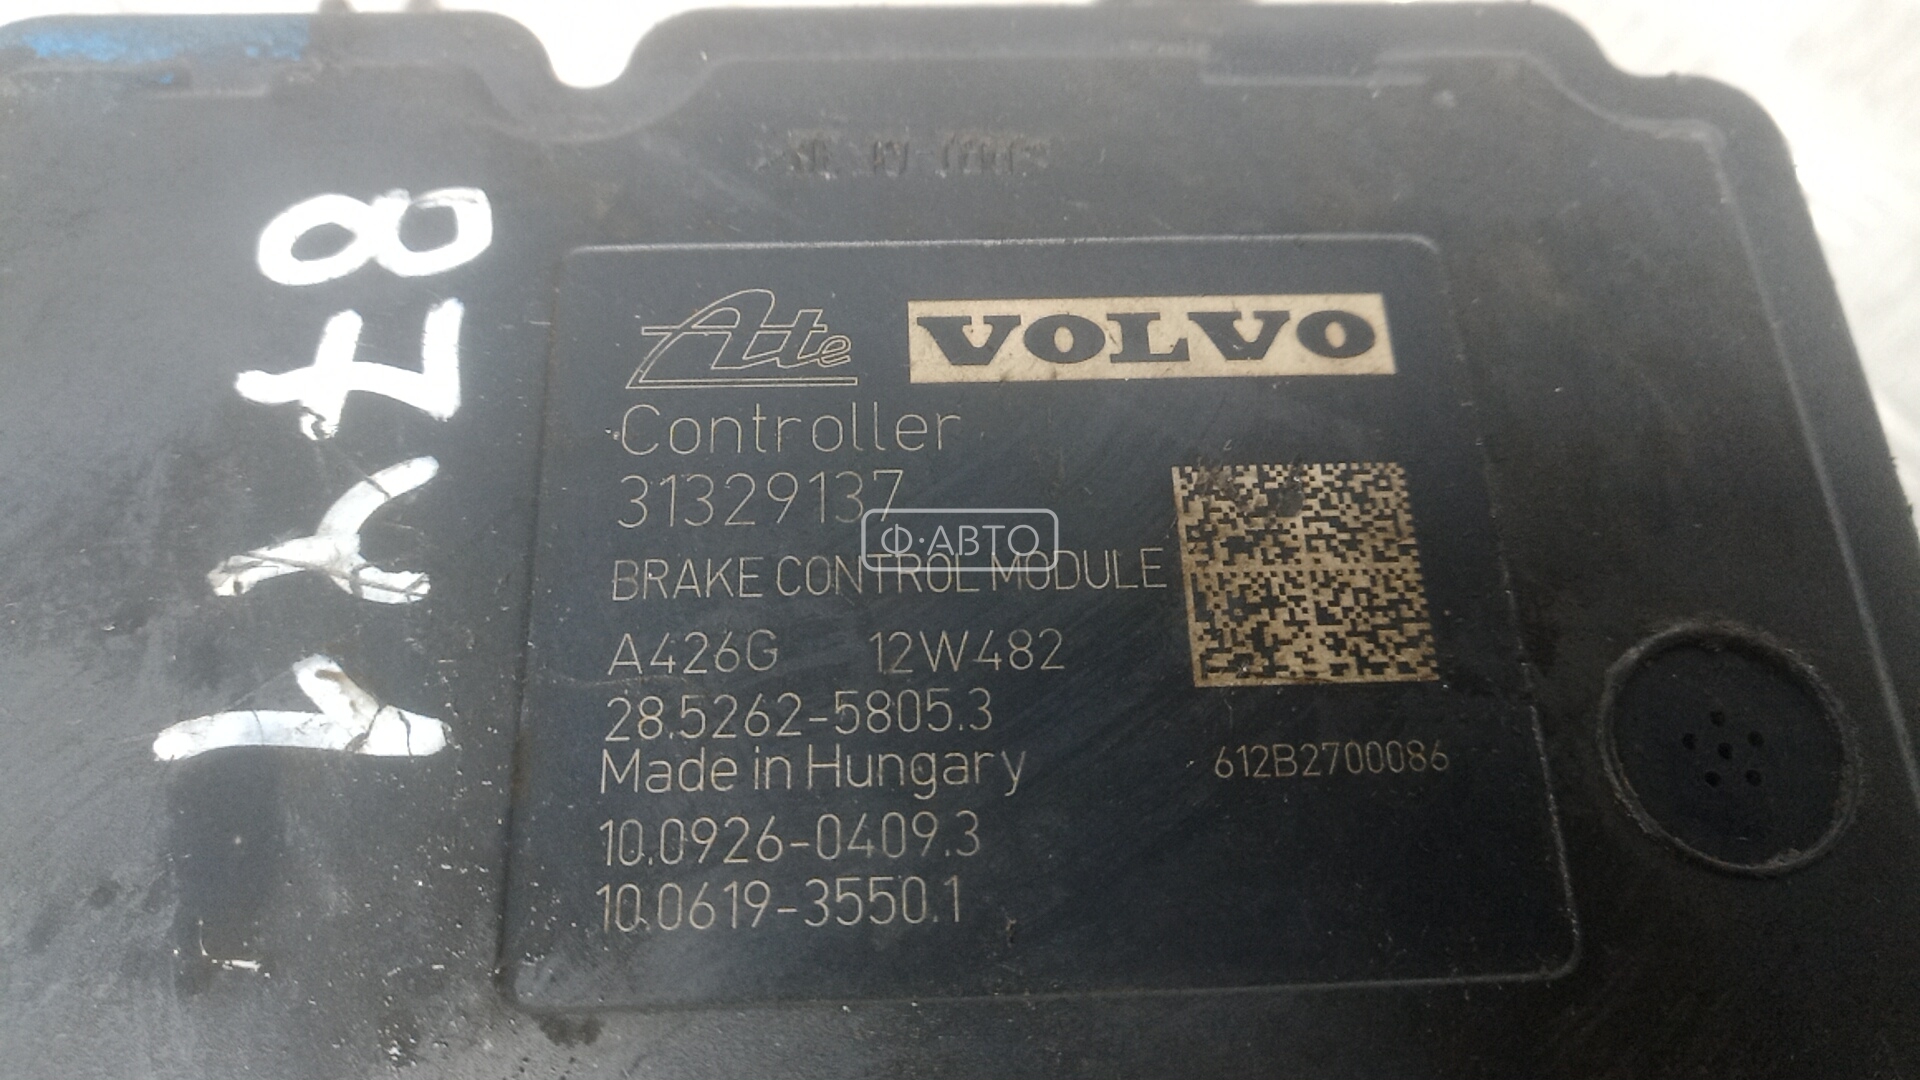 Ate VOLVO
Controller
31329137
Ф·АВТО
BRAKE CONTROL MODULE
A426G 12W482
28.5262-5805.3
Made in Hungary
612B2700086
10.0926-0409.3
10.0619-3550.1